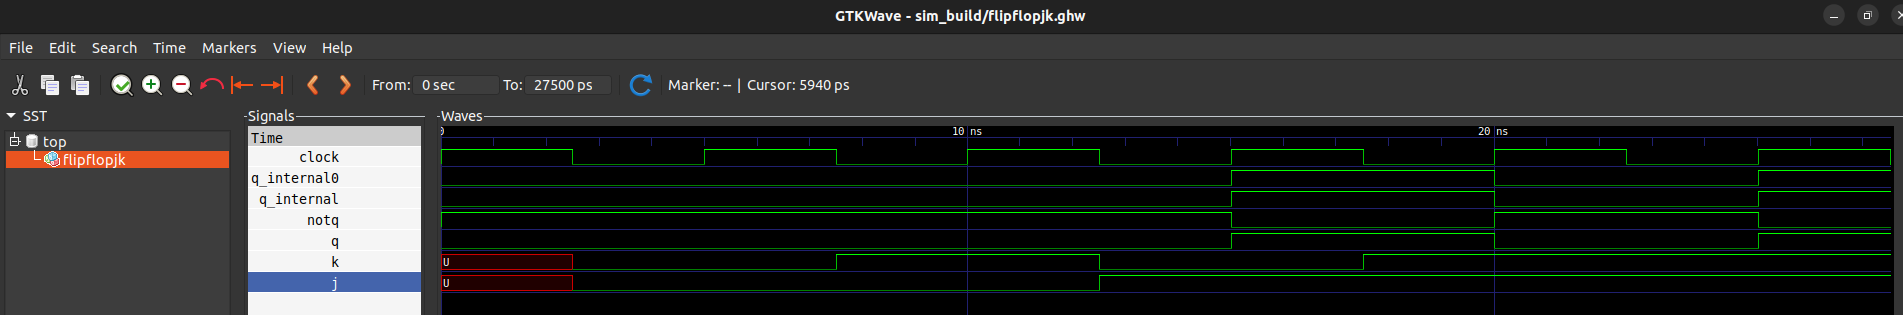 GTKWave - sim_build/flipflopjk.ghw
File Edit Search Time Markers View Help
From: 0 sec To: 27500 ps Marker: -- | Cursor: 5940 ps
SST
top
flipflopjk
Signals
Time
clock
q_internal0
q_internal
notq
q
k
j
Waves
0 10 ns 20 ns
U
U